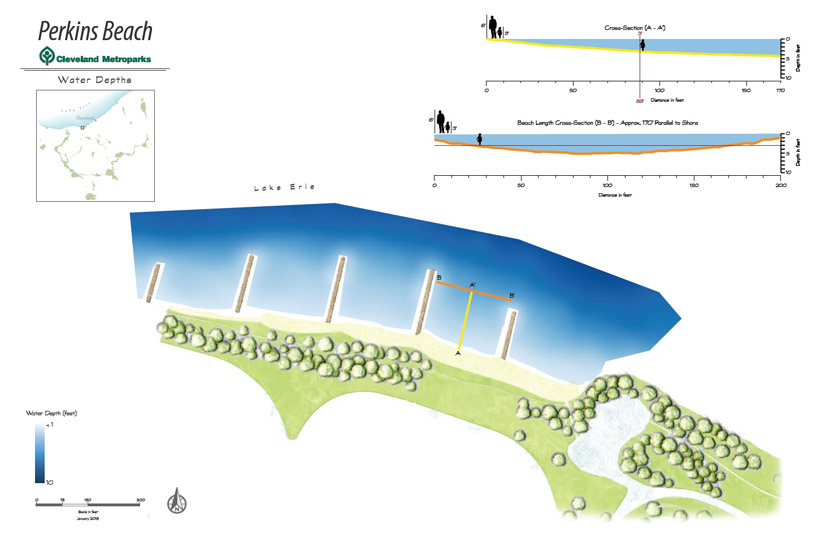 Perkins Beach
Cleveland Metroparks
Water Depths
Lake Erie
Cleveland
Cross-Section (A - A')
6'
3'
3'
0
5
10
Depth in feet
0
50
100
150
170
Distance in feet
Beach Length Cross-Section (B - B') - Approx. 170' Parallel to Shore
6'
3'
0
5
10
Depth in feet
0
50
100
150
200
Distance in feet
Lake Erie
B
A'
B'
A
Water Depth (feet)
< 1
10
0
75
150
300
Scale in feet
January 2018
N